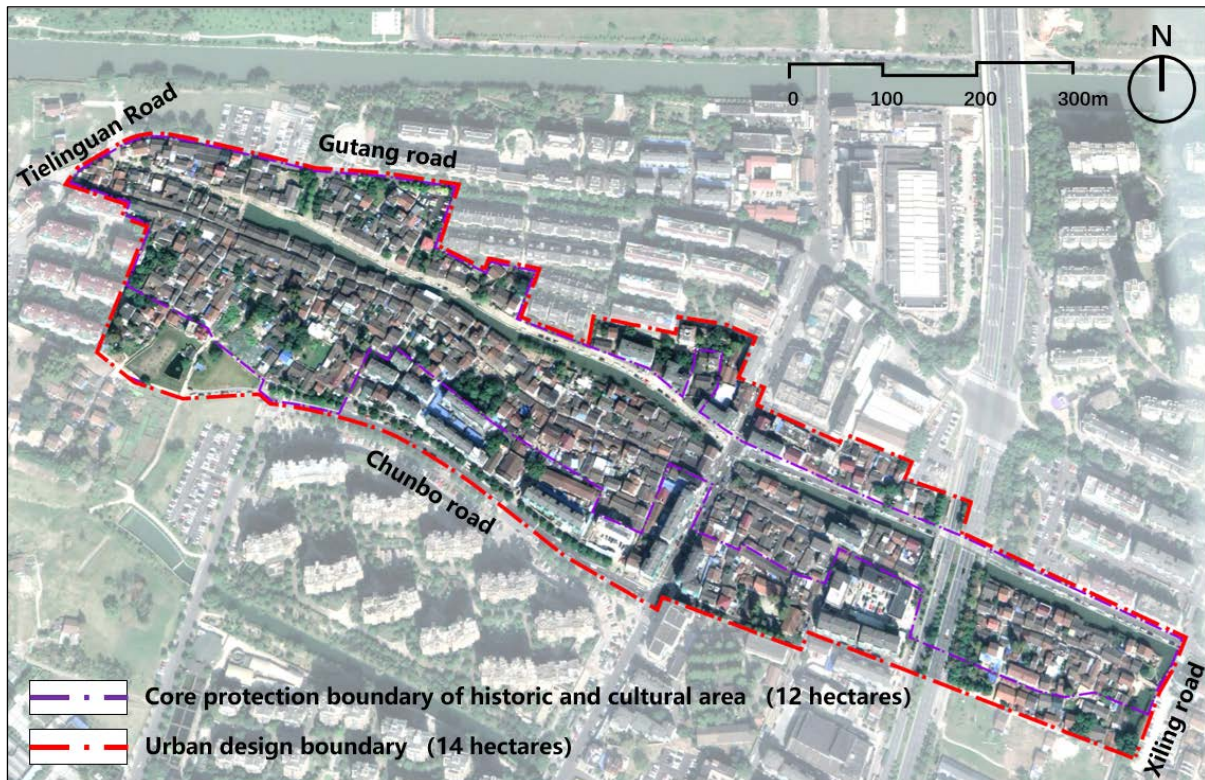 N
0 100 200 300m
Tielinguan Road
Gutang road
Chunbo road
Xiling road
Core protection boundary of historic and cultural area (12 hectares)
Urban design boundary (14 hectares)